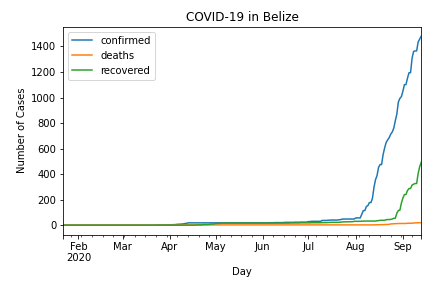 COVID-19 in Belize
confirmed
deaths
recovered
Number of Cases
1400
1200
1000
800
600
400
200
0
Feb Mar Apr May Jun Jul Aug Sep
2020
Day